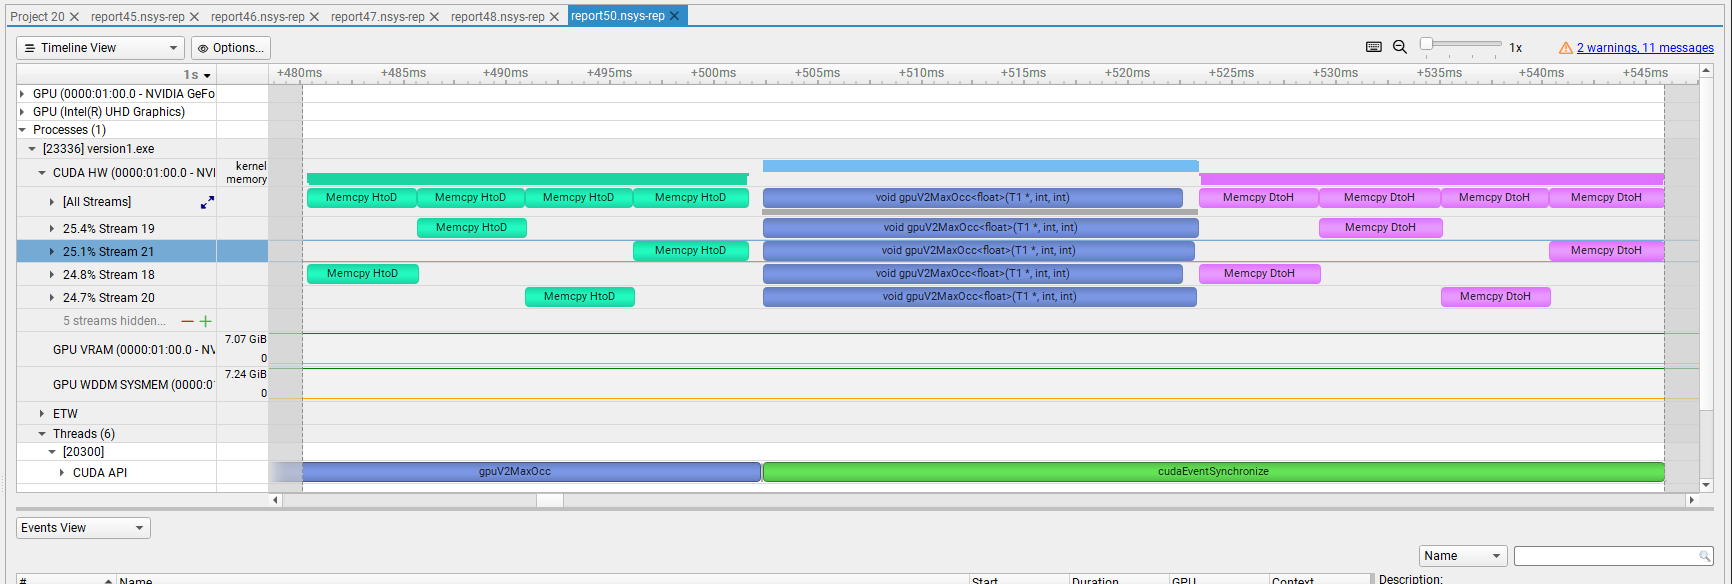 Project 20 report45.nsys-rep report46.nsys-rep report47.nsys-rep report48.nsys-rep report50.nsys-rep
Timeline View Options... 1x 2 warnings, 11 messages
1s +480ms +485ms +490ms +495ms +500ms +505ms +510ms +515ms +520ms +525ms +530ms +535ms +540ms +545ms
GPU (0000:01:00.0 - NVIDIA GeFo
GPU (Intel(R) UHD Graphics)
Processes (1)
[23336] version1.exe
CUDA HW (0000:01:00.0 - NVI kernel
memory
[All Streams] Memcpy HtoD Memcpy HtoD Memcpy HtoD Memcpy HtoD void gpuV2MaxOcc<float>(T1 *, int, int) Memcpy DtoH Memcpy DtoH Memcpy DtoH Memcpy DtoH
25.4% Stream 19 Memcpy HtoD void gpuV2MaxOcc<float>(T1 *, int, int) Memcpy DtoH
25.1% Stream 21 Memcpy HtoD void gpuV2MaxOcc<float>(T1 *, int, int) Memcpy DtoH
24.8% Stream 18 Memcpy HtoD void gpuV2MaxOcc<float>(T1 *, int, int) Memcpy DtoH
24.7% Stream 20 Memcpy HtoD void gpuV2MaxOcc<float>(T1 *, int, int) Memcpy DtoH
5 streams hidden... − +
7.07 GiB
GPU VRAM (0000:01:00.0 - NV
0
7.24 GiB
GPU WDDM SYSMEM (0000:0
0
ETW
Threads (6)
[20300]
CUDA API gpuV2MaxOcc cudaEventSynchronize
Events View
Name
# Name Start Duration GPU Context Description: